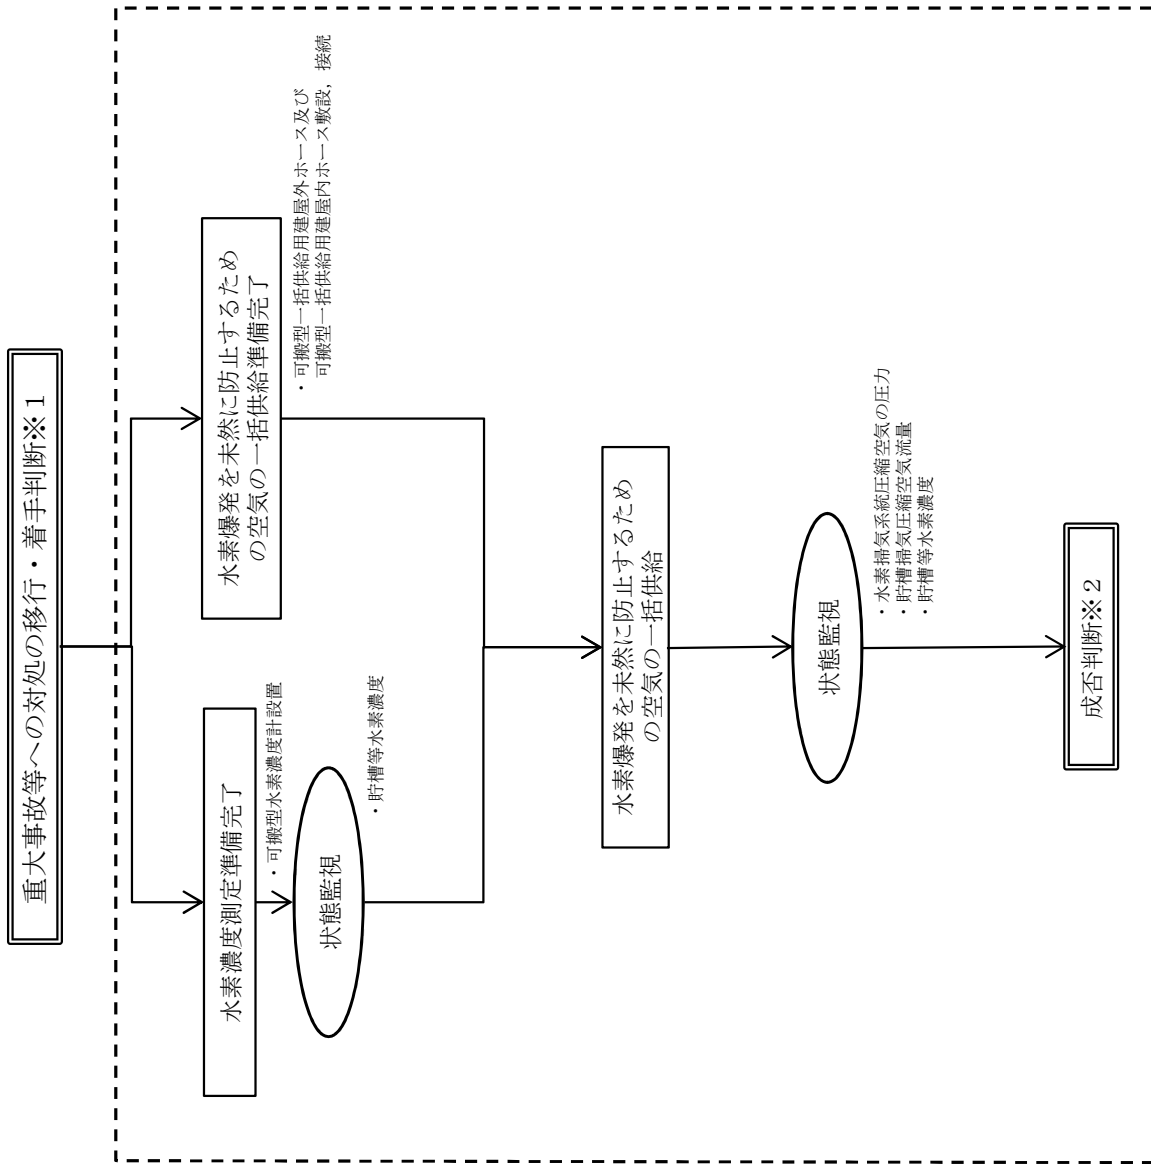 重大事故等への対処の移行・着手判断※1
水素濃度測定準備完了
・可搬型水素濃度計設置
状態監視
・貯槽等水素濃度
水素爆発を未然に防止するため
の空気の一括供給準備完了
・可搬型一括供給用建屋外ホース及び
可搬型一括供給用建屋内ホース敷設，接続
水素爆発を未然に防止するため
の空気の一括供給
状態監視
・水素掃気系統圧縮空気の圧力
・貯槽掃気圧縮空気流量
・貯槽等水素濃度
成否判断※2